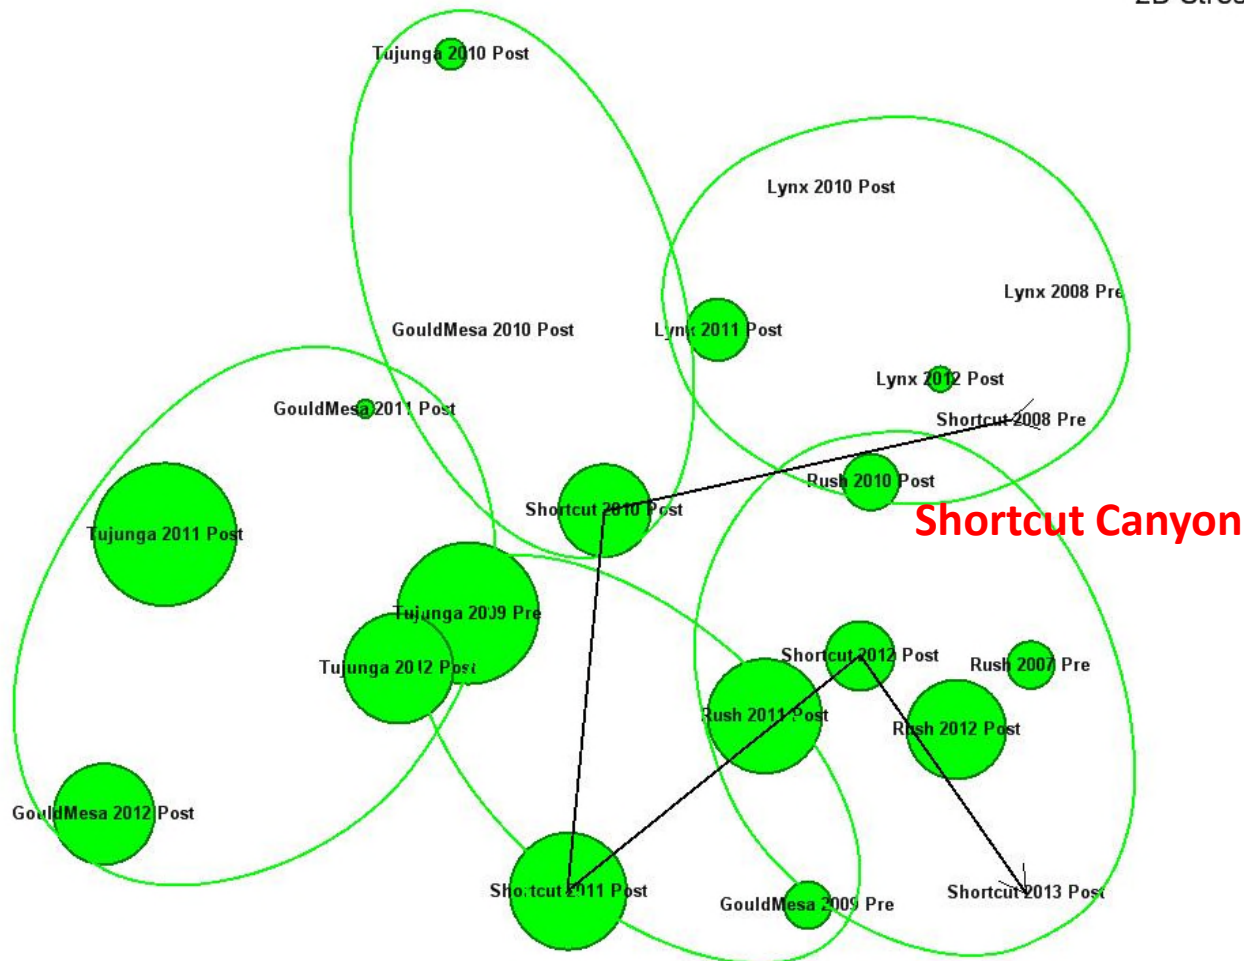 Tujunga 2010 Post
Lynx 2010 Post
Lynx 2008 Pre
GouldMesa 2010 Post
Lynx 2011 Post
Lynx 2012 Post
GouldMesa 2011 Post
Shortcut 2008 Pre
Rush 2010 Post
Shortcut 2010 Post
Shortcut Canyon
Tujunga 2011 Post
Tujunga 2009 Pre
Shortcut 2012 Post
Rush 2007 Pre
Tujunga 2012 Post
Rush 2011 Post
Rush 2012 Post
GouldMesa 2012 Post
Shortcut 2011 Post
Shortcut 2013 Post
GouldMesa 2009 Pre